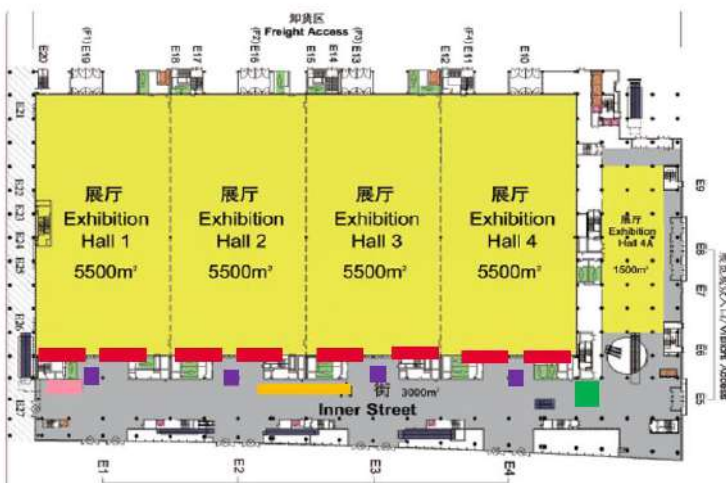 卸货区
Freight Access
E20
(F1) E19
E18
E17
(F2) E16
E15
E14
(F3) E13
E12
(F4) E11
E10
E21
E22
E23
E24
E25
E26
E27
展厅
Exhibition
Hall 1
5500m²
展厅
Exhibition
Hall 2
5500m²
展厅
Exhibition
Hall 3
5500m²
展厅
Exhibition
Hall 4
5500m²
展厅
Exhibition
Hall 4A
1500m²
E9
E8
E7
E6
E5
Access
街 3000m²
Inner Street
E1
E2
E3
E4